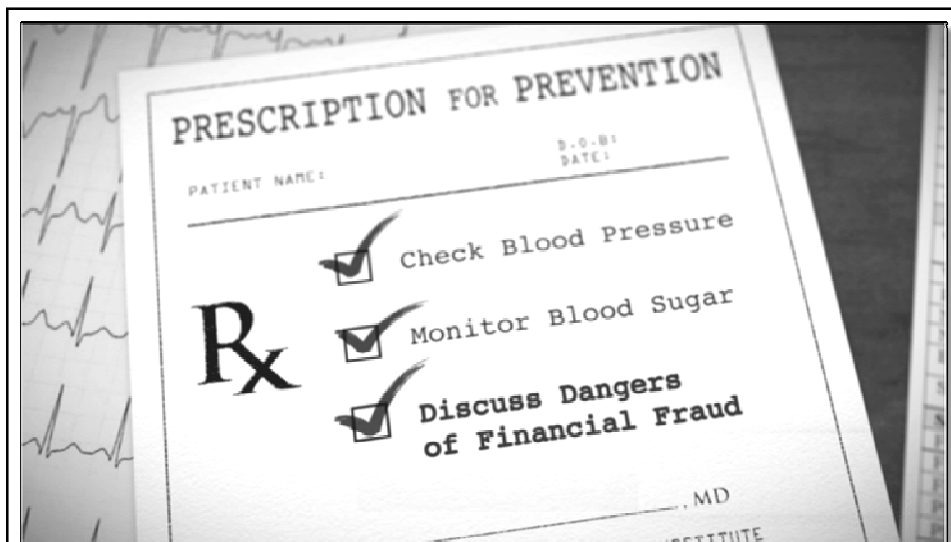 PRESCRIPTION FOR PREVENTION
D.O.B:
DATE:
PATIENT NAME:
Check Blood Pressure
Rx
Monitor Blood Sugar
Discuss Dangers
of Financial Fraud
, MD